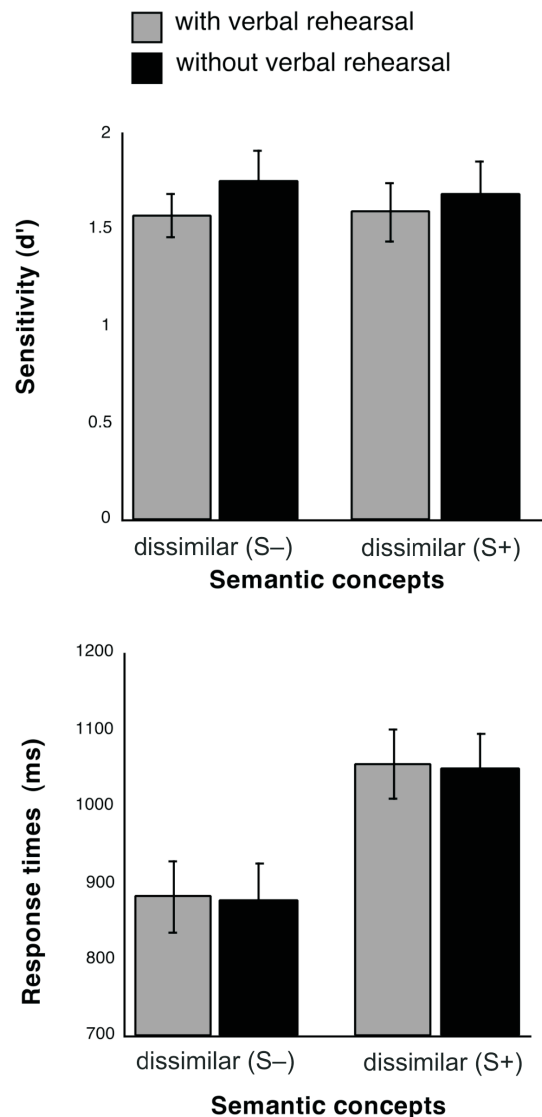 with verbal rehearsal
without verbal rehearsal
Sensitivity (d')
2
1.5
1
0.5
0
dissimilar (S–) dissimilar (S+)
Semantic concepts
Response times (ms)
1200
1100
1000
900
800
700
dissimilar (S–) dissimilar (S+)
Semantic concepts